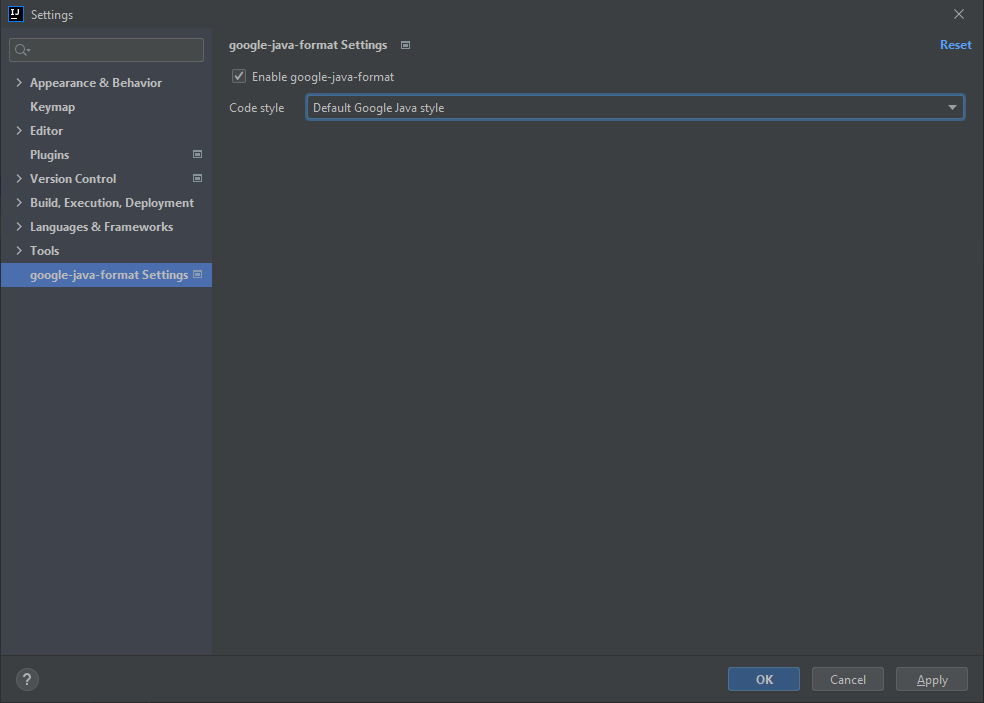 IJ Settings
google-java-format Settings Reset
Enable google-java-format
Code style Default Google Java style
Appearance & Behavior
Keymap
Editor
Plugins
Version Control
Build, Execution, Deployment
Languages & Frameworks
Tools
google-java-format Settings
? OK Cancel Apply